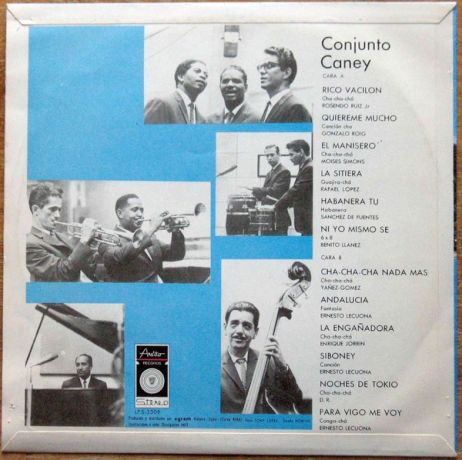 Conjunto
Caney
CARA A
RICO VACILON
Cha-cha-chá
ROSENDO RUIZ Jr
QUIEREME MUCHO
Canción cha
GONZALO ROIG
EL MANISERO
Cha-cha-chá
MOISES SIMONS
LA SITIERA
Guajira-chá
RAFAEL LOPEZ
HABANERA TU
Habanera
SANCHEZ DE FUENTES
NI YO MISMO SE
6 x 8
BENITO LLANEZ
CARA B
CHA-CHA-CHA NADA MAS
Cha-cha-chá
YAÑEZ-GOMEZ
ANDALUCIA
Fantasía
ERNESTO LECUONA
LA ENGAÑADORA
Cha-cha-chá
ENRIQUE JORRIN
SIBONEY
Canción
ERNESTO LECUONA
NOCHES DE TOKIO
Cha-cha-chá
D. R.
PARA VIGO ME VOY
Conga-chá
ERNESTO LECUONA
Areíto
RECORDS
Stereo
egrem